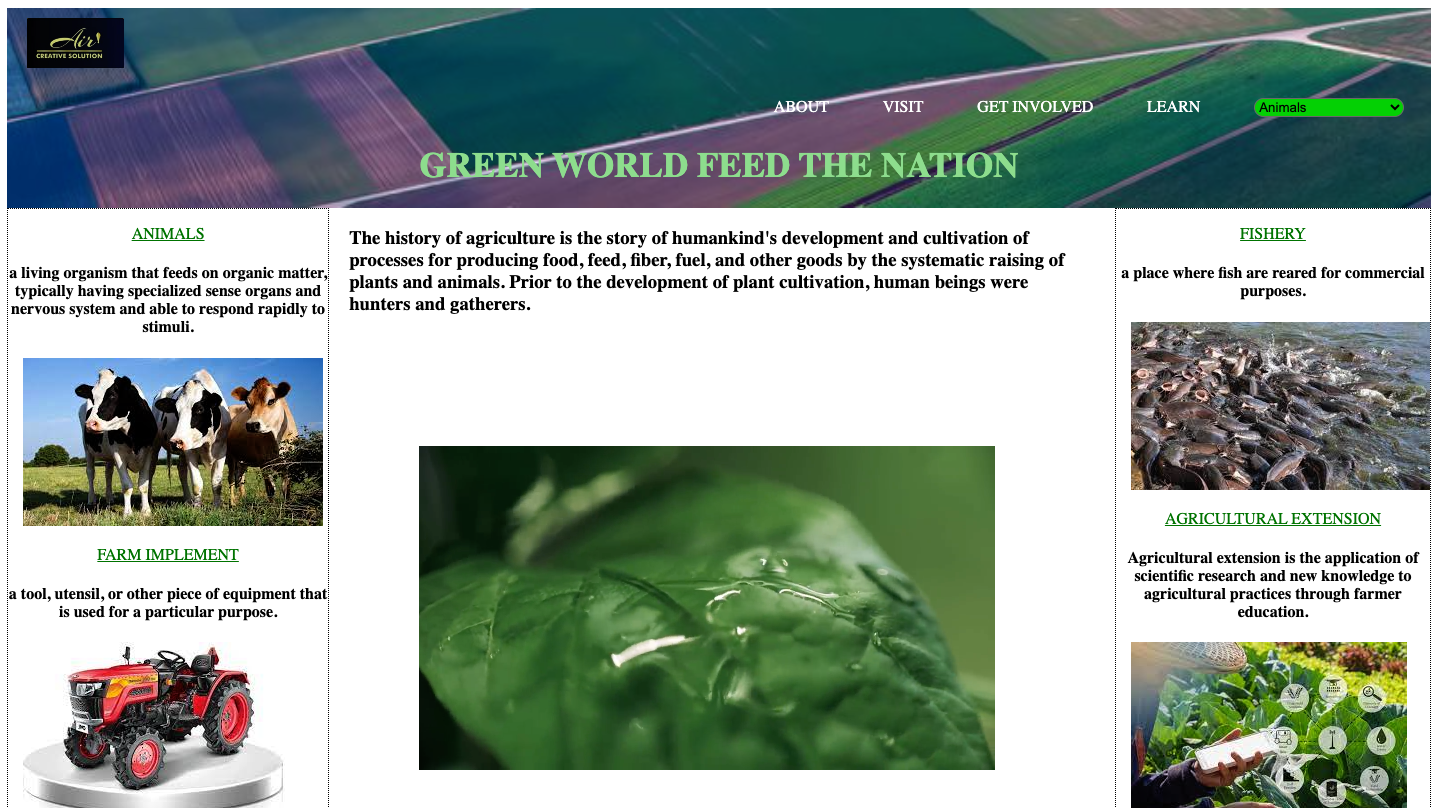 Air
CREATIVE SOLUTION
ABOUT
VISIT
GET INVOLVED
LEARN
Animals
GREEN WORLD FEED THE NATION
ANIMALS
a living organism that feeds on organic matter,
typically having specialized sense organs and
nervous system and able to respond rapidly to
stimuli.
FARM IMPLEMENT
a tool, utensil, or other piece of equipment that
is used for a particular purpose.
The history of agriculture is the story of humankind's development and cultivation of
processes for producing food, feed, fiber, fuel, and other goods by the systematic raising of
plants and animals. Prior to the development of plant cultivation, human beings were
hunters and gatherers.
FISHERY
a place where fish are reared for commercial
purposes.
AGRICULTURAL EXTENSION
Agricultural extension is the application of
scientific research and new knowledge to
agricultural practices through farmer
education.